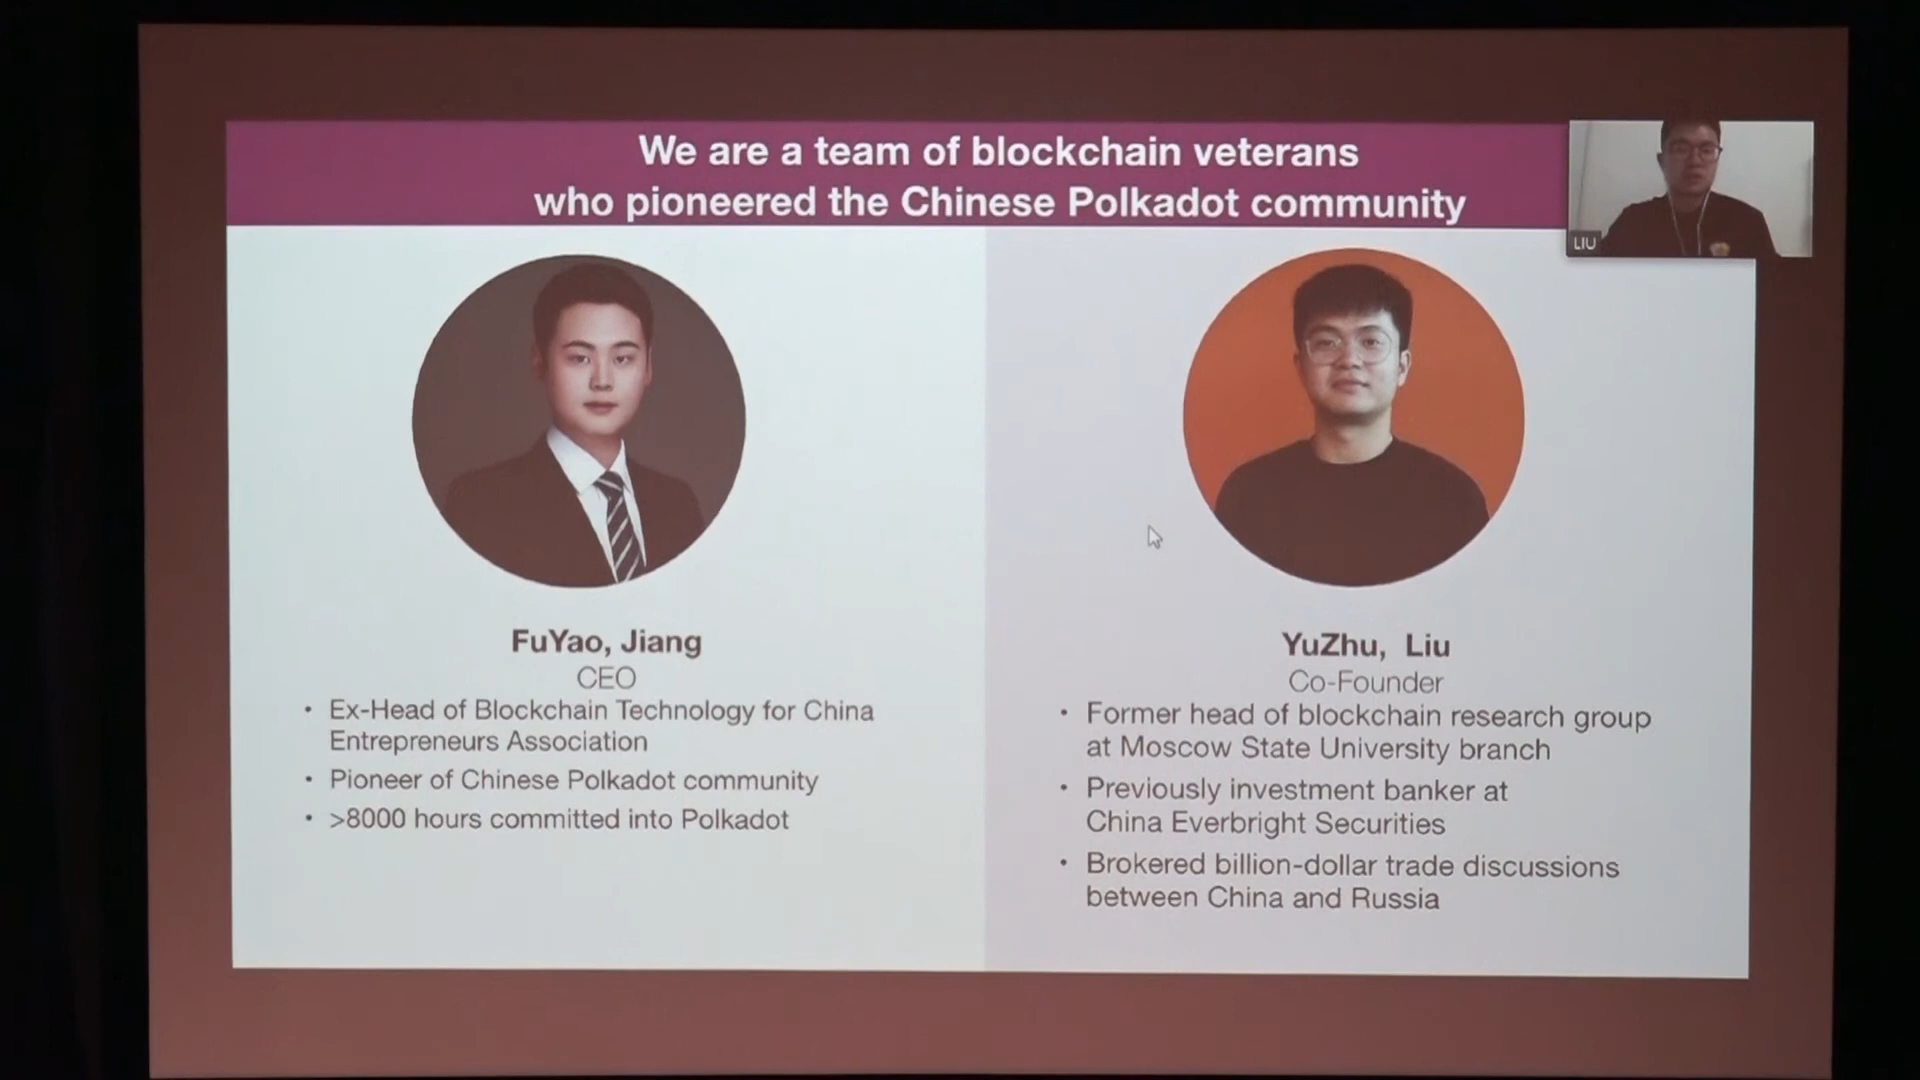 We are a team of blockchain veterans
who pioneered the Chinese Polkadot community
LIU
FuYao, Jiang
CEO
• Ex-Head of Blockchain Technology for China
Entrepreneurs Association
• Pioneer of Chinese Polkadot community
• >8000 hours committed into Polkadot
YuZhu, Liu
Co-Founder
• Former head of blockchain research group
at Moscow State University branch
• Previously investment banker at
China Everbright Securities
• Brokered billion-dollar trade discussions
between China and Russia